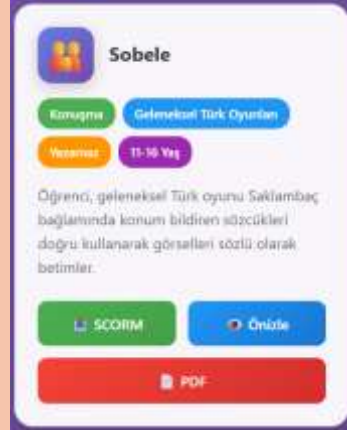 Sobele
Konuşma
Geleneksel Türk Oyunları
11-16 Yaş
Öğrenci, geleneksel Türk oyunu Saklambaç
bağlamında konum bildiren sözcükleri
doğru kullanarak görselleri sözlü olarak
betimler.
SCORM
Önizle
PDF